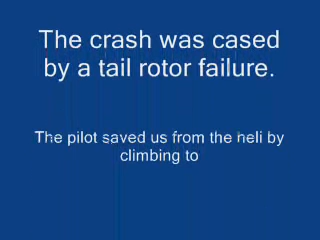 The crash was cased
by a tail rotor failure.
The pilot saved us from the heli by
climbing to